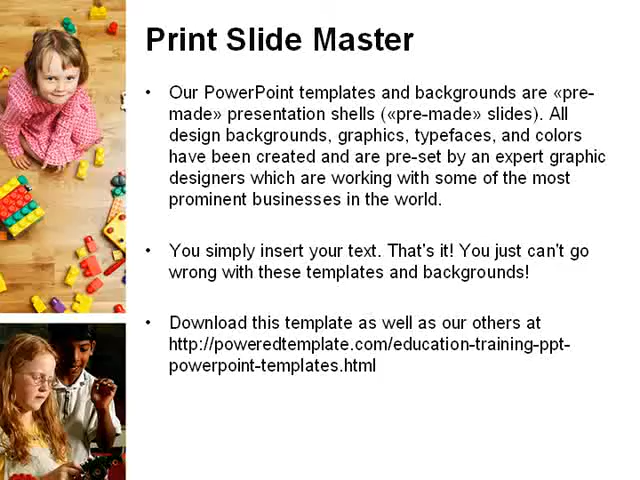 Print Slide Master
• Our PowerPoint templates and backgrounds are «pre-
made» presentation shells («pre-made» slides). All
design backgrounds, graphics, typefaces, and colors
have been created and are pre-set by an expert graphic
designers which are working with some of the most
prominent businesses in the world.
• You simply insert your text. That's it! You just can't go
wrong with these templates and backgrounds!
• Download this template as well as our others at
http://poweredtemplate.com/education-training-ppt-
powerpoint-templates.html